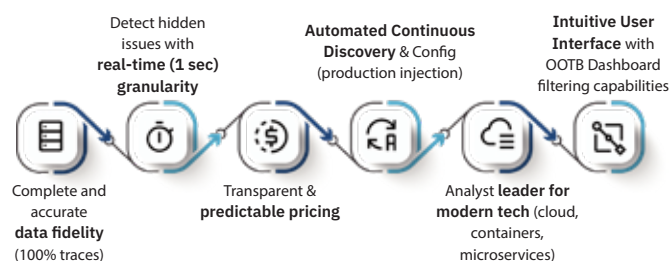 Complete and
accurate
data fidelity
(100% traces)
Detect hidden
issues with
real-time (1 sec)
granularity
Transparent &
predictable pricing
Automated Continuous
Discovery & Config
(production injection)
Analyst leader for
modern tech (cloud,
containers,
microservices)
Intuitive User
Interface with
OOTB Dashboard
filtering capabilities